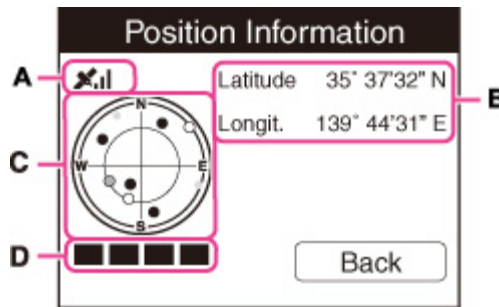 Position Information
A
Latitude 35° 37'32" N
B
Longit. 139° 44'31" E
N
C
W
E
S
D
Back